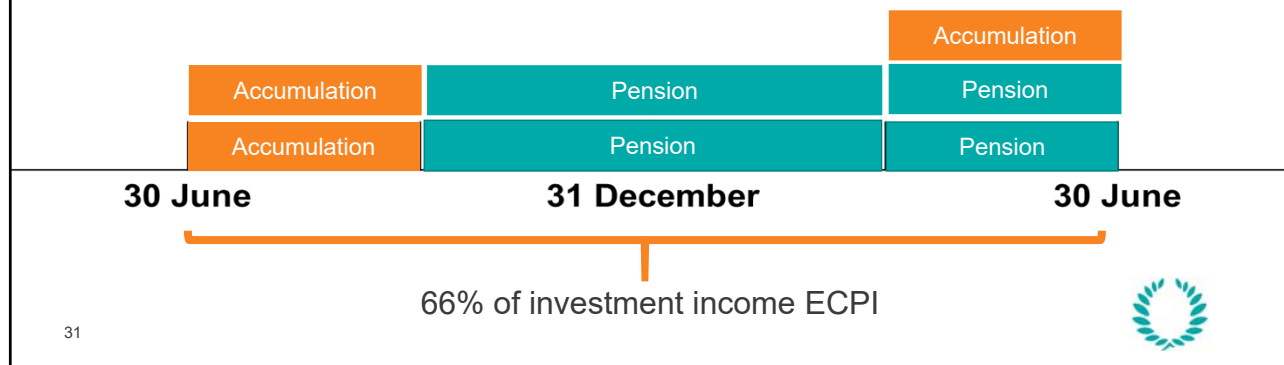 Accumulation
Accumulation Pension Pension
Accumulation Pension Pension
30 June 31 December 30 June
66% of investment income ECPI
31